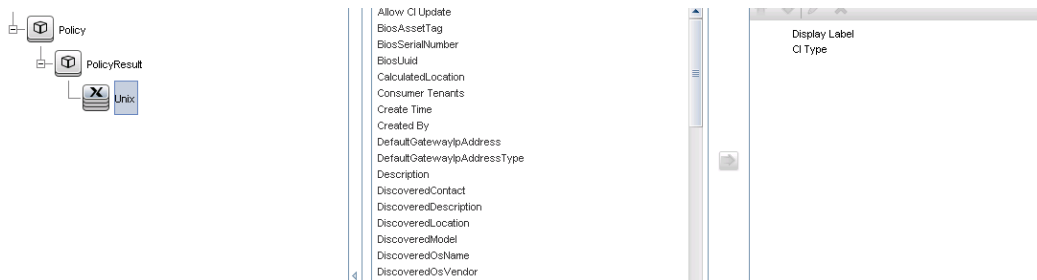 Policy
PolicyResult
Unix
Allow CI Update
BiosAssetTag
BiosSerialNumber
BiosUuid
CalculatedLocation
Consumer Tenants
Create Time
Created By
DefaultGatewayIpAddress
DefaultGatewayIpAddressType
Description
DiscoveredContact
DiscoveredDescription
DiscoveredLocation
DiscoveredModel
DiscoveredOsName
DiscoveredOsVendor
Display Label
CI Type